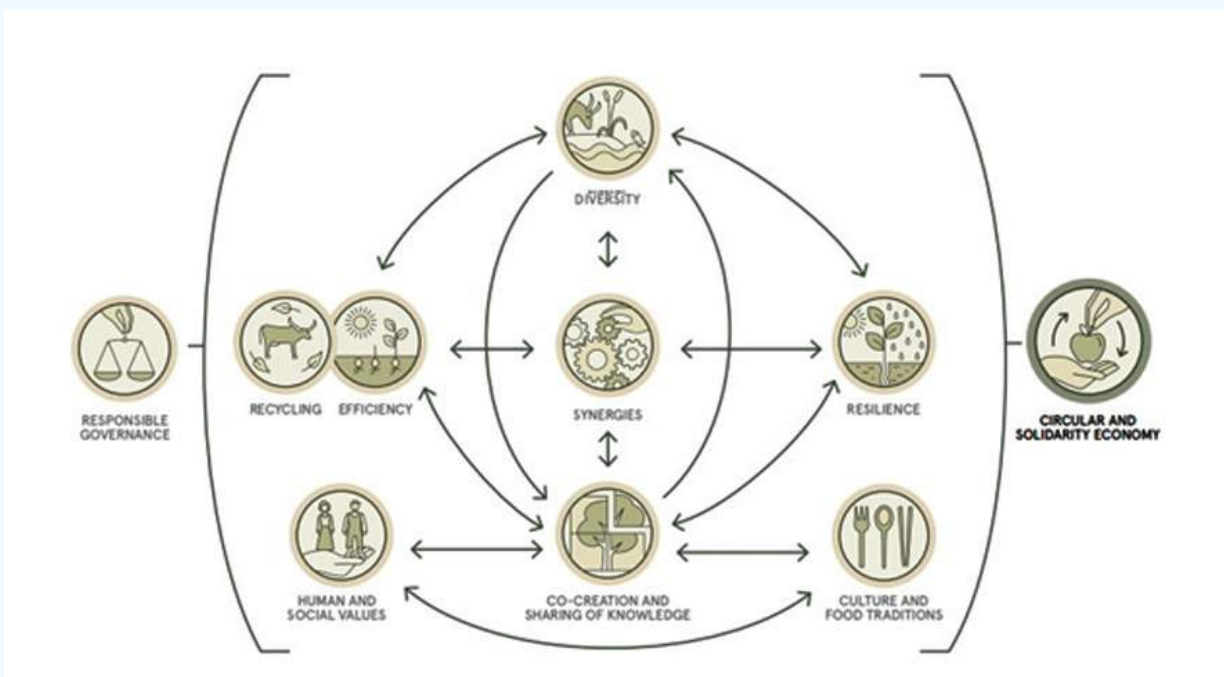 DIVERSITY
RESPONSIBLE
GOVERNANCE
RECYCLING
EFFICIENCY
SYNERGIES
RESILIENCE
CIRCULAR AND
SOLIDARITY ECONOMY
HUMAN AND
SOCIAL VALUES
CO-CREATION AND
SHARING OF KNOWLEDGE
CULTURE AND
FOOD TRADITIONS